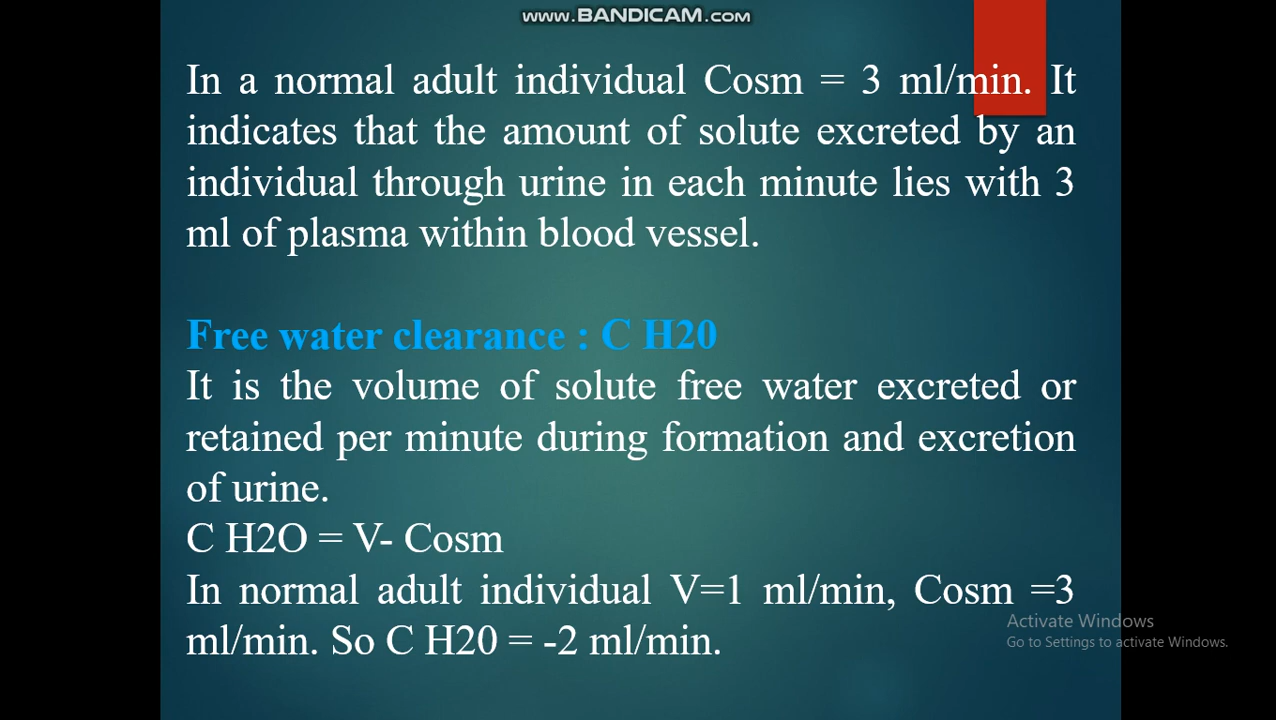 www.BANDICAM.com
In a normal adult individual Cosm = 3 ml/min. It
indicates that the amount of solute excreted by an
individual through urine in each minute lies with 3
ml of plasma within blood vessel.
Free water clearance : C H20
It is the volume of solute free water excreted or
retained per minute during formation and excretion
of urine.
C H2O = V- Cosm
In normal adult individual V=1 ml/min, Cosm =3
ml/min. So C H20 = -2 ml/min.
Activate Windows
Go to Settings to activate Windows.